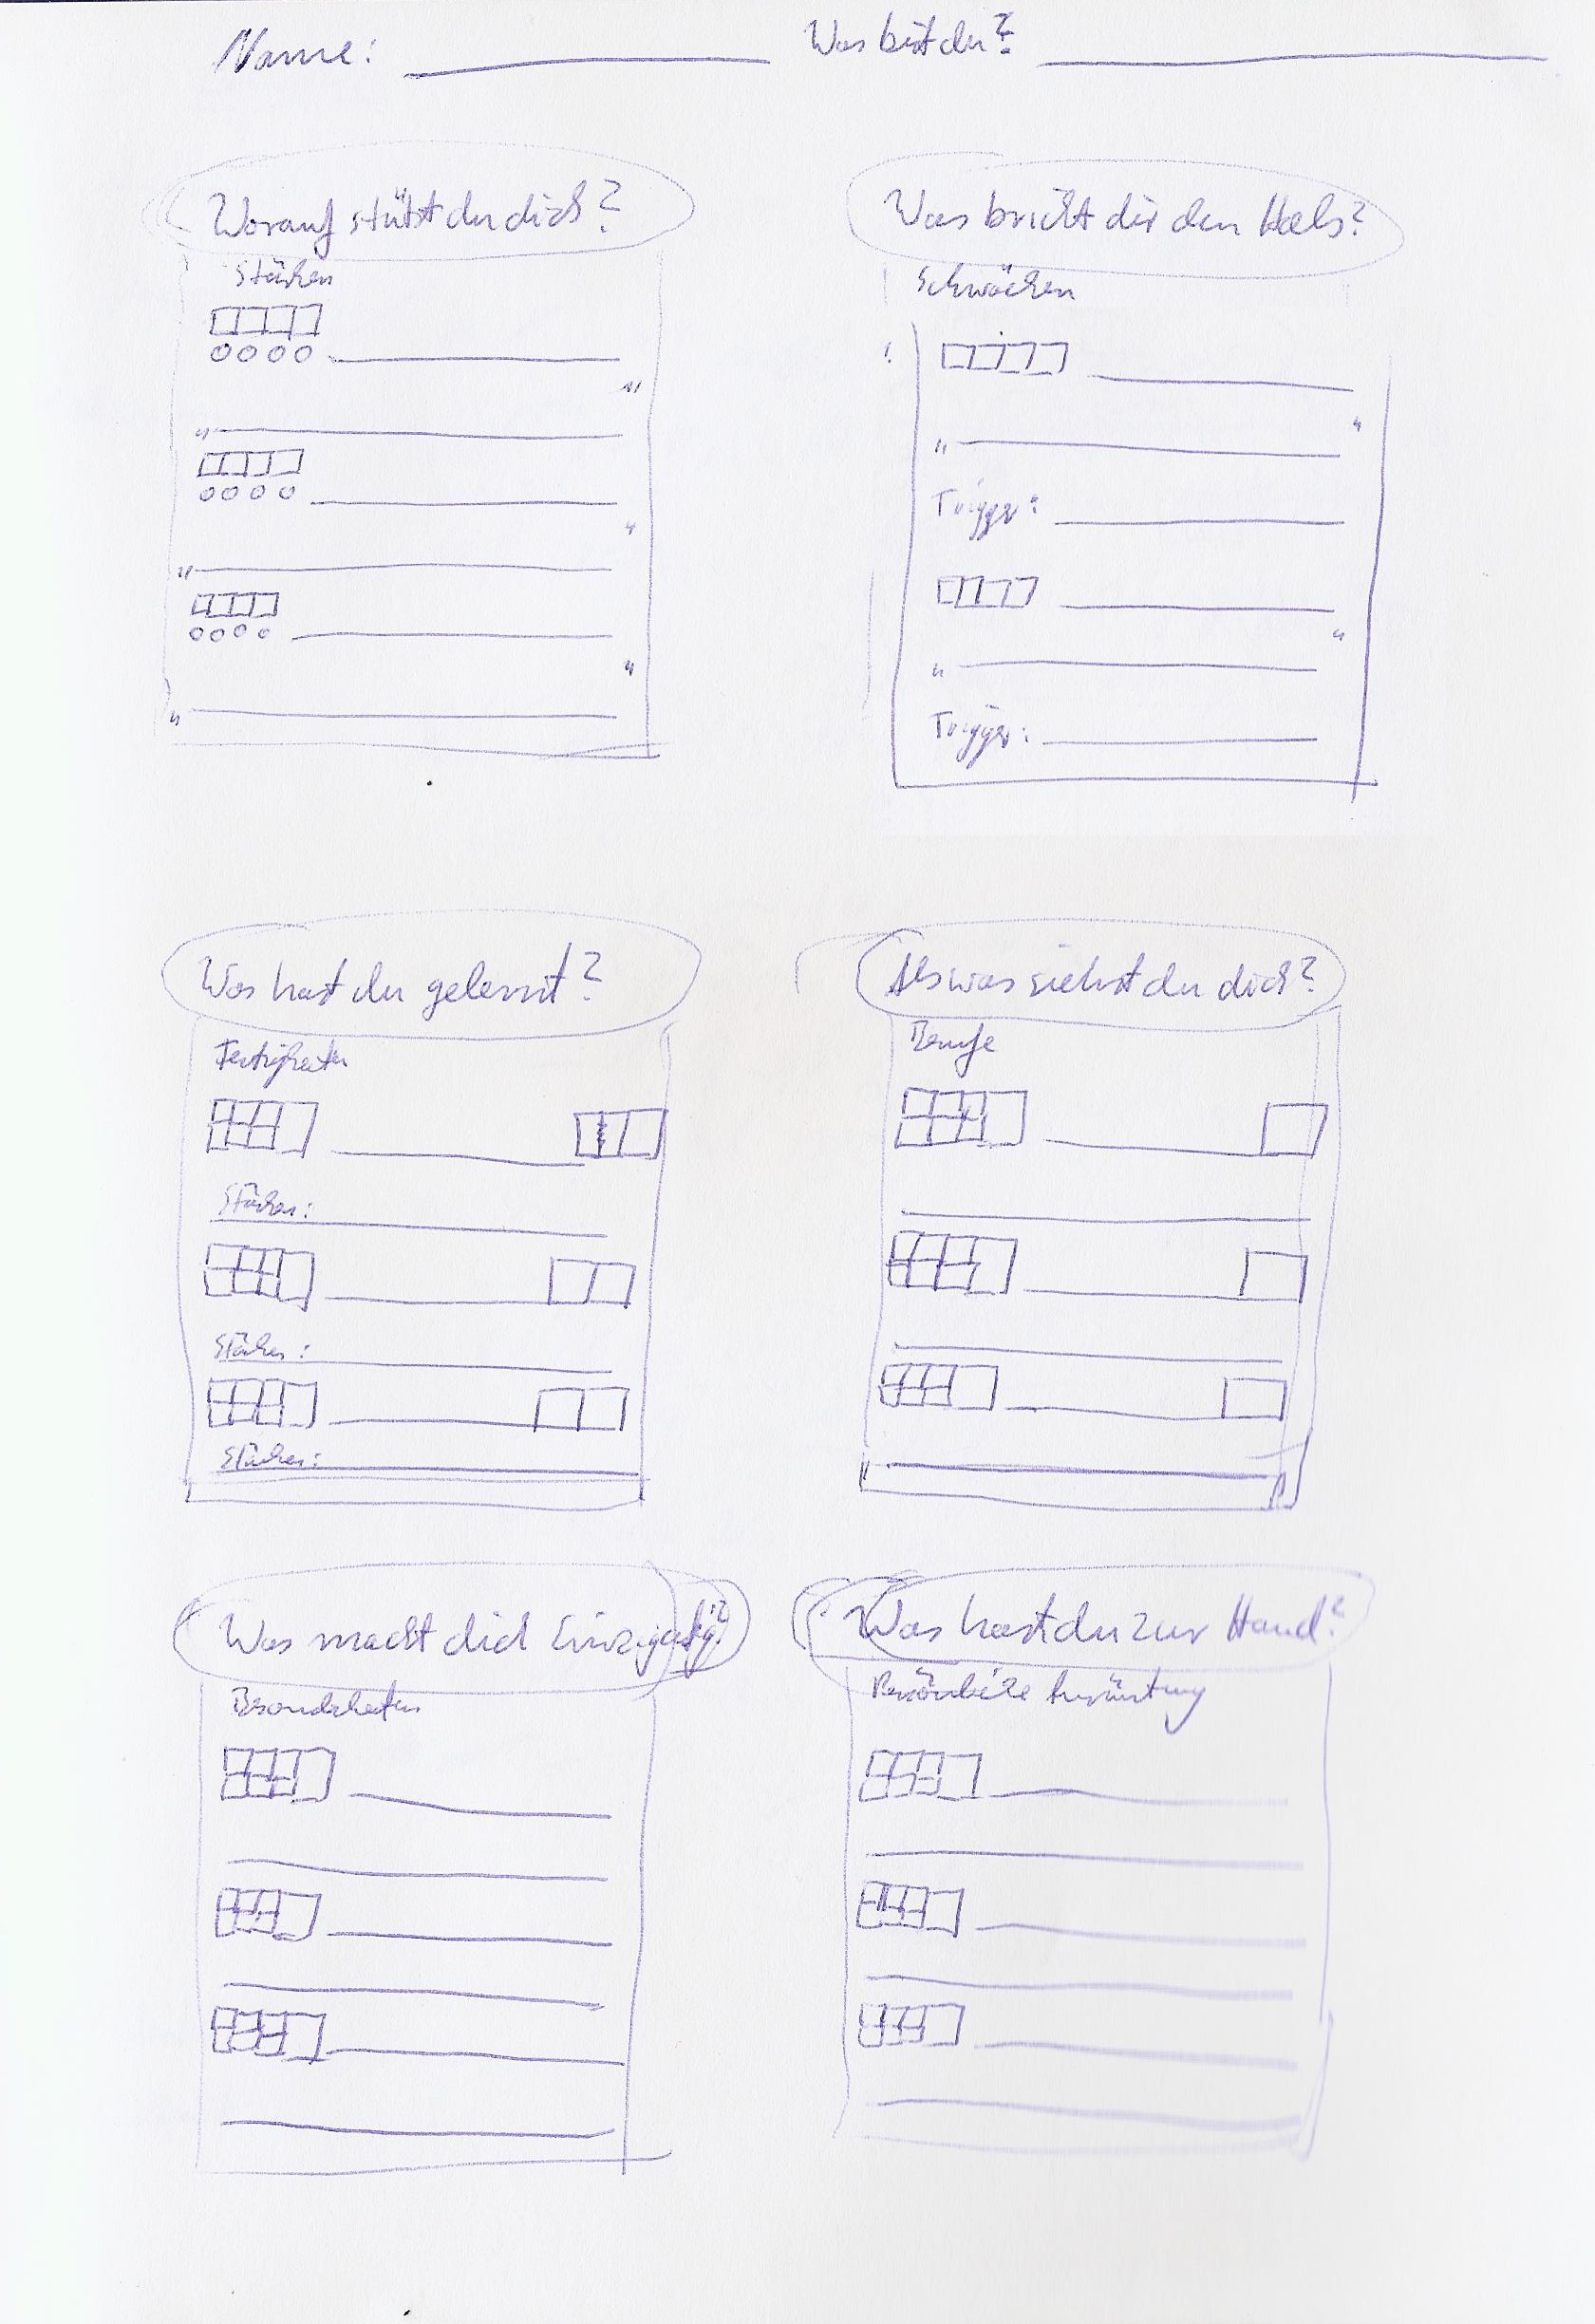 Name:
Was bist du?
Worauf stützt du dich?
Stärken
"
"
"
"
"
"
Was bricht dir den Hals?
Schwächen
"
"
Trigger:
"
"
Trigger:
Was hast du gelernt?
Fertigkeiten
Stärken:
Stärken:
Stärken:
Als was siehst du dich?
Berufe
"
"
Was macht dich Einzigartig?
Besonderheiten
Was hast du zur Hand?
Persönliche Ausrüstung